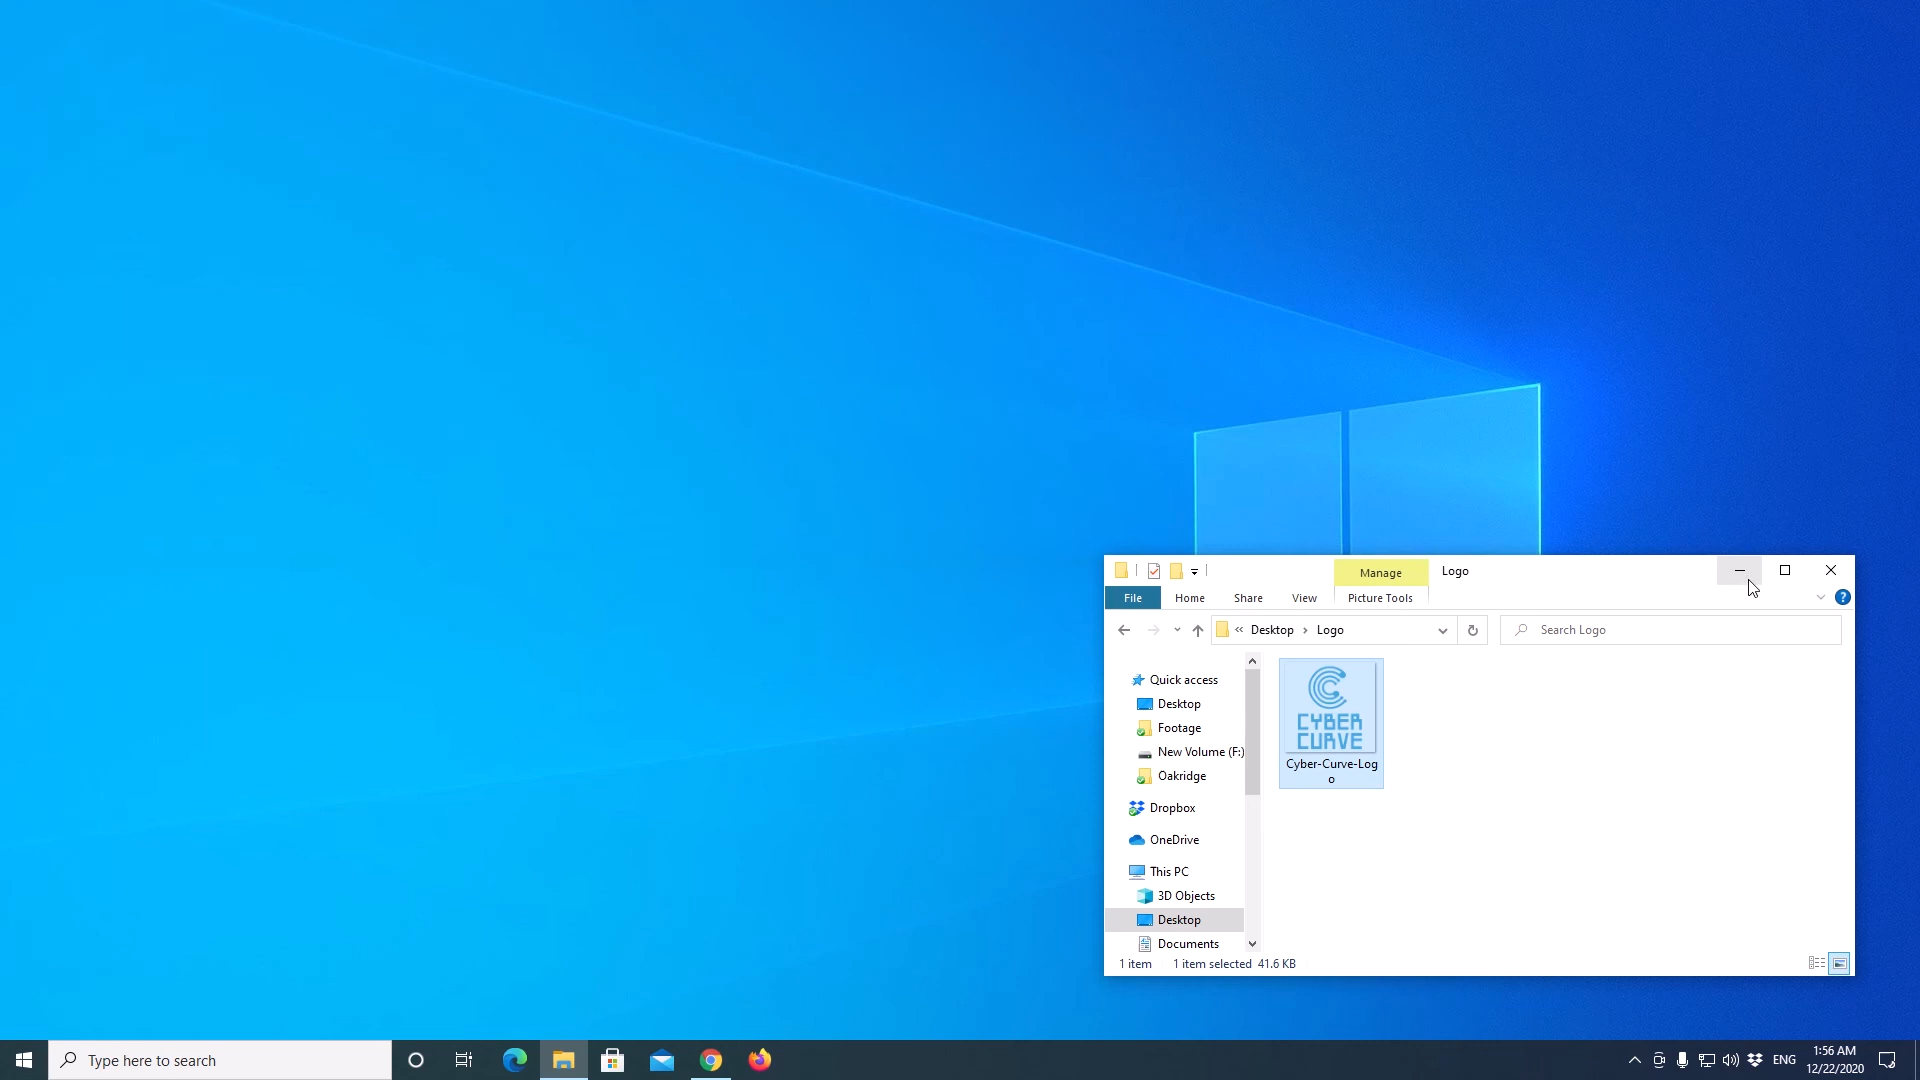 Manage
Logo
File
Home
Share
View
Picture Tools
Desktop
Logo
Search Logo
Quick access
Desktop
Footage
New Volume (F:)
Oakridge
Dropbox
OneDrive
This PC
3D Objects
Desktop
Documents
CYBER
CURVE
Cyber-Curve-Log
o
1 item
1 item selected 41.6 KB
Type here to search
ENG
1:56 AM
12/22/2020